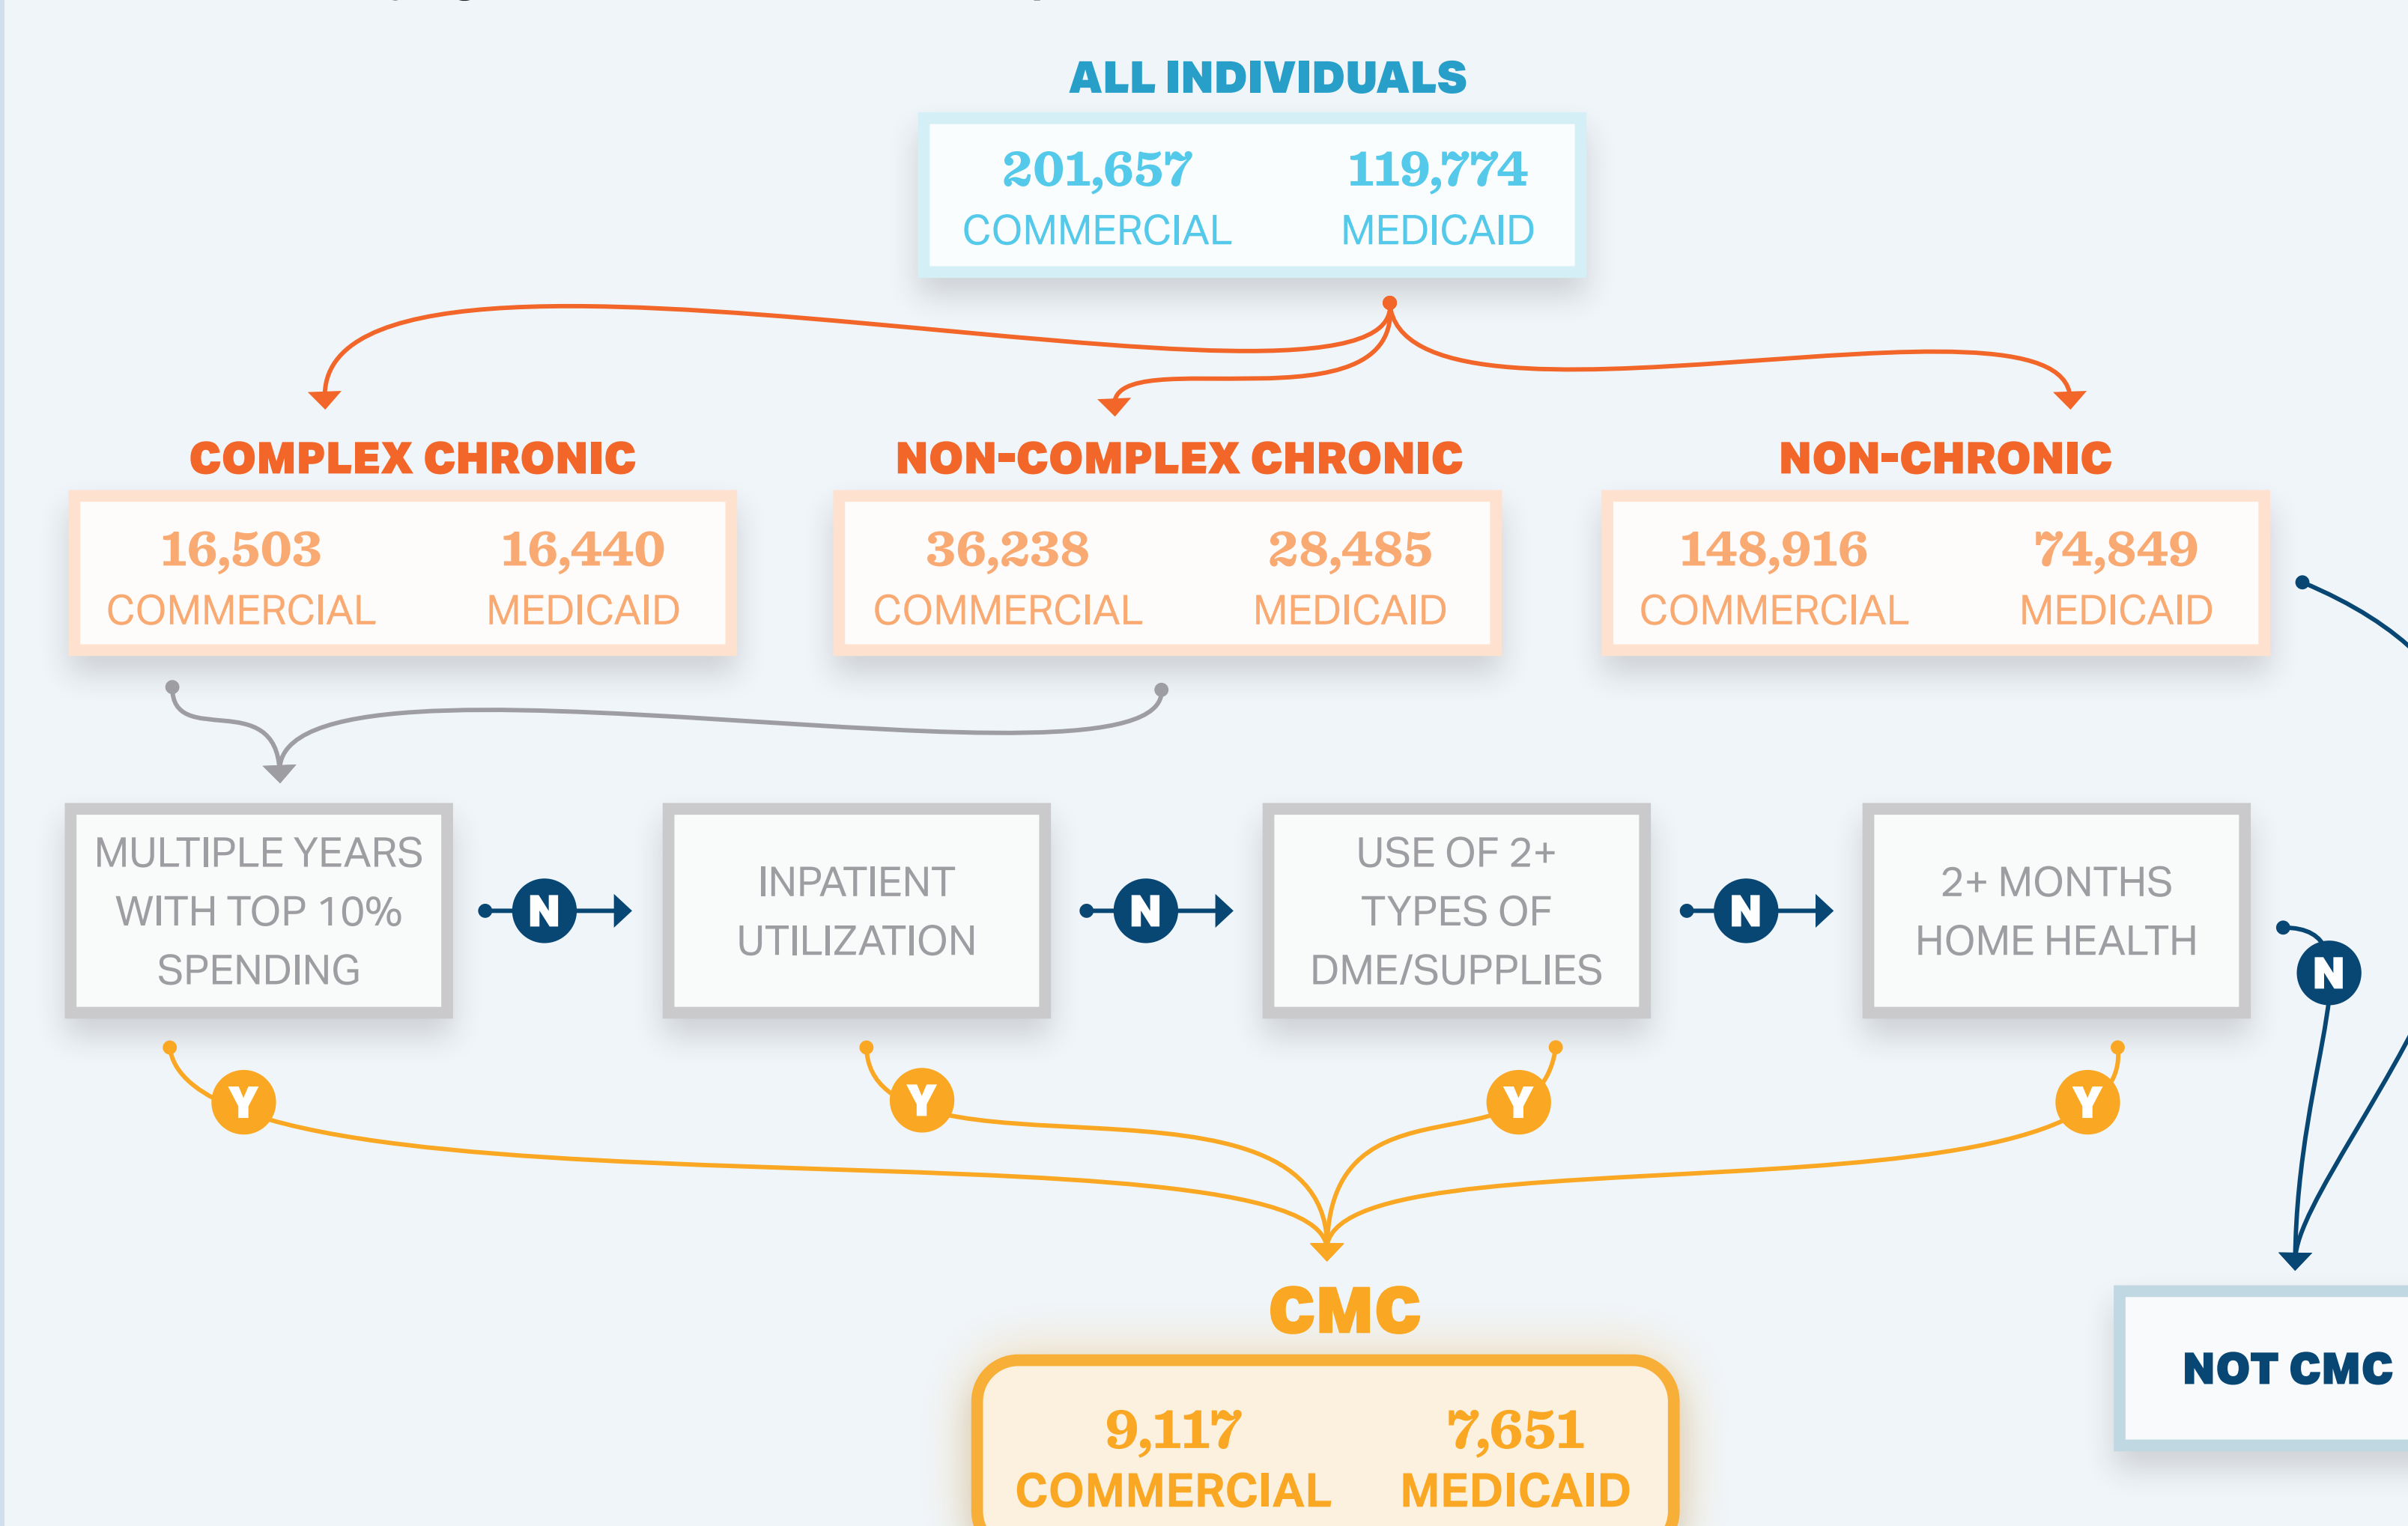 ALL INDIVIDUALS
201,657 119,774
COMMERCIAL MEDICAID
COMPLEX CHRONIC
16,503 16,440
COMMERCIAL MEDICAID
NON-COMPLEX CHRONIC
36,238 28,485
COMMERCIAL MEDICAID
NON-CHRONIC
148,916 74,849
COMMERCIAL MEDICAID
MULTIPLE YEARS
WITH TOP 10%
SPENDING
N
INPATIENT
UTILIZATION
N
USE OF 2+
TYPES OF
DME/SUPPLIES
N
2+ MONTHS
HOME HEALTH
N
Y
Y
Y
Y
CMC
9,117 7,651
COMMERCIAL MEDICAID
NOT CMC